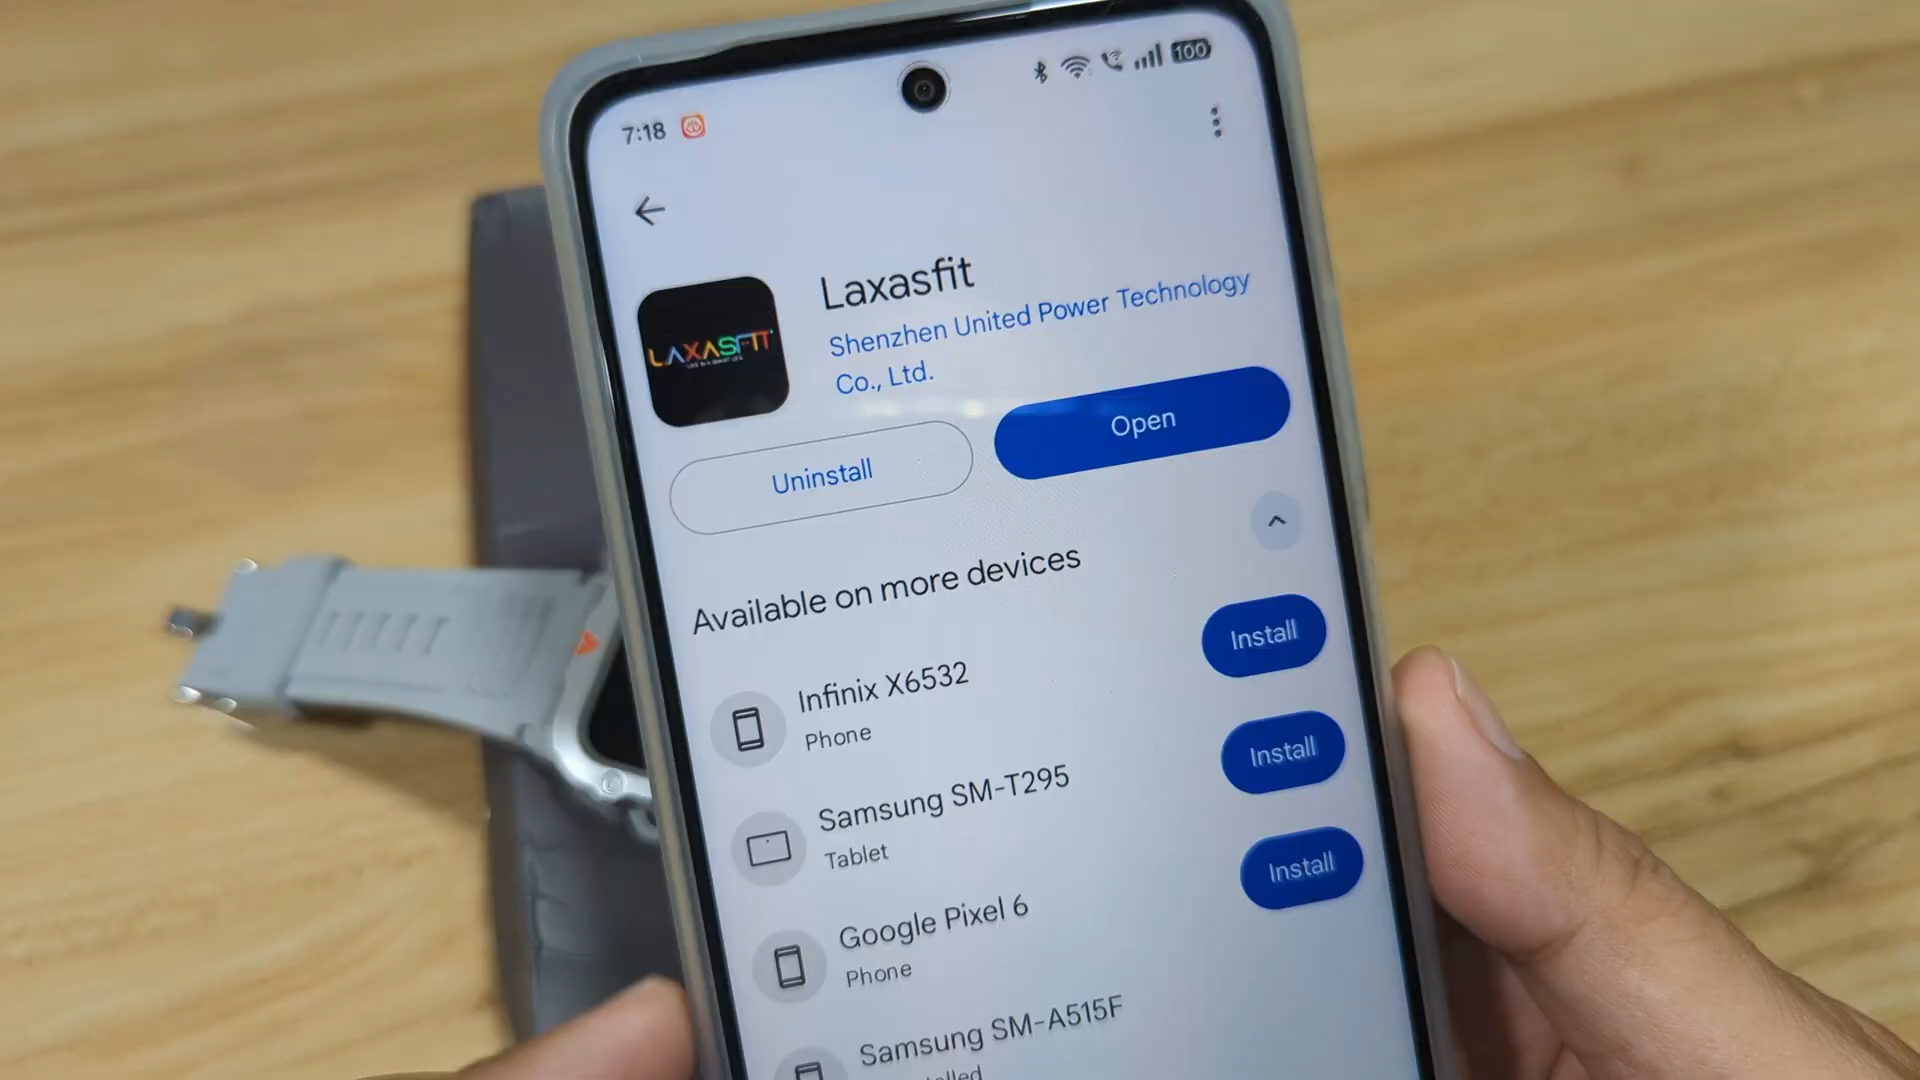 7:18
100
Laxasfit
LAXASFIT
Shenzhen United Power Technology
Co., Ltd.
Uninstall
Open
Available on more devices
Infinix X6532
Phone
Install
Samsung SM-T295
Tablet
Install
Google Pixel 6
Phone
Install
Samsung SM-A515F